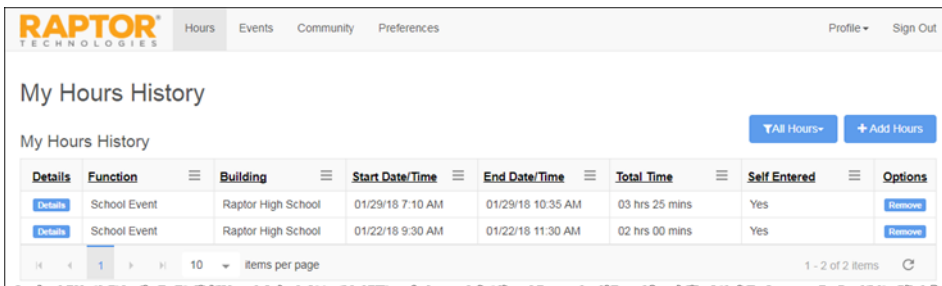 RAPTOR®
TECHNOLOGIES
Hours Events Community Preferences Profile Sign Out
My Hours History
My Hours History All Hours + Add Hours
Details Function Building Start Date/Time End Date/Time Total Time Self Entered Options
Details School Event Raptor High School 01/29/18 7:10 AM 01/29/18 10:35 AM 03 hrs 25 mins Yes Remove
Details School Event Raptor High School 01/22/18 9:30 AM 01/22/18 11:30 AM 02 hrs 00 mins Yes Remove
1 10 items per page 1 - 2 of 2 items